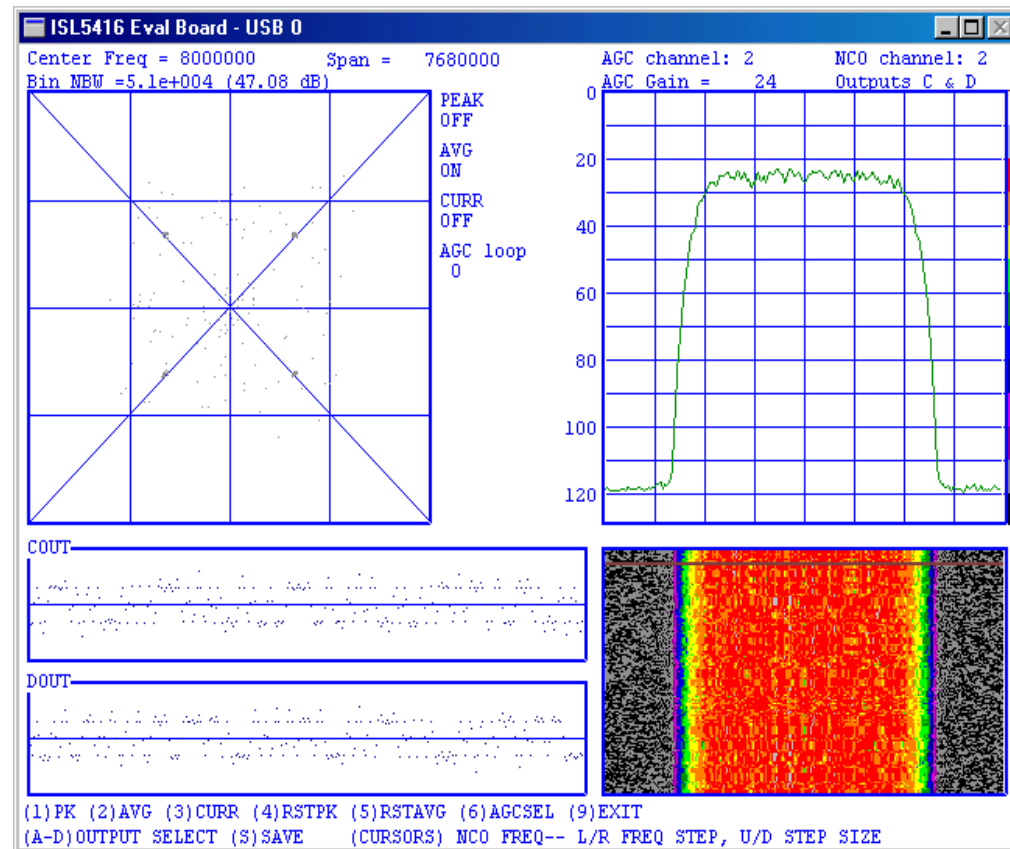 ISL5416 Eval Board - USB 0
Center Freq = 8000000 Span = 7680000
Bin NBW =5.1e+004 (47.08 dB)
PEAK
OFF
AVG
ON
CURR
OFF
AGC loop
0
AGC channel: 2 NCO channel: 2
AGC Gain = 24 Outputs C & D
0
20
40
60
80
100
120
COUT
DOUT
(1)PK (2)AVG (3)CURR (4)RSTPK (5)RSTAVG (6)AGCSEL (9)EXIT
(A-D)OUTPUT SELECT (S)SAVE (CURSORS) NCO FREQ-- L/R FREQ STEP, U/D STEP SIZE